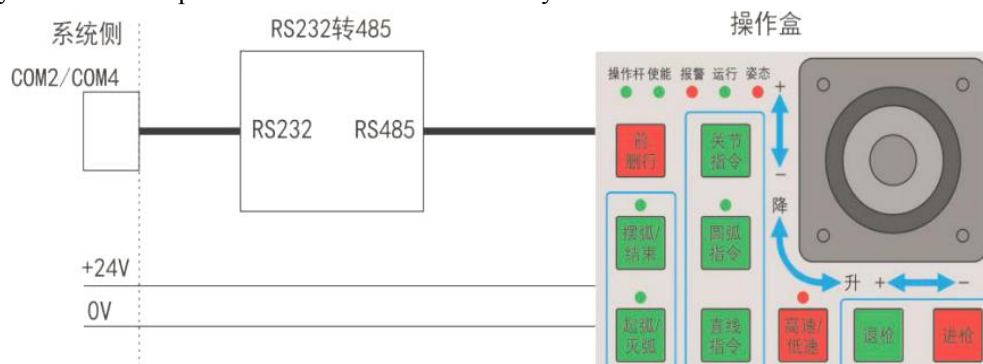 系统侧
RS232转485
操作盒
COM2/COM4
操作杆 使能 报警 运行 姿态
+
RS232
RS485
前
删行
关节
指令
-
降
摆弧/
结束
圆弧
指令
+24V
升 + -
0V
起弧/
灭弧
直线
指令
高速/
低速
退枪
进枪